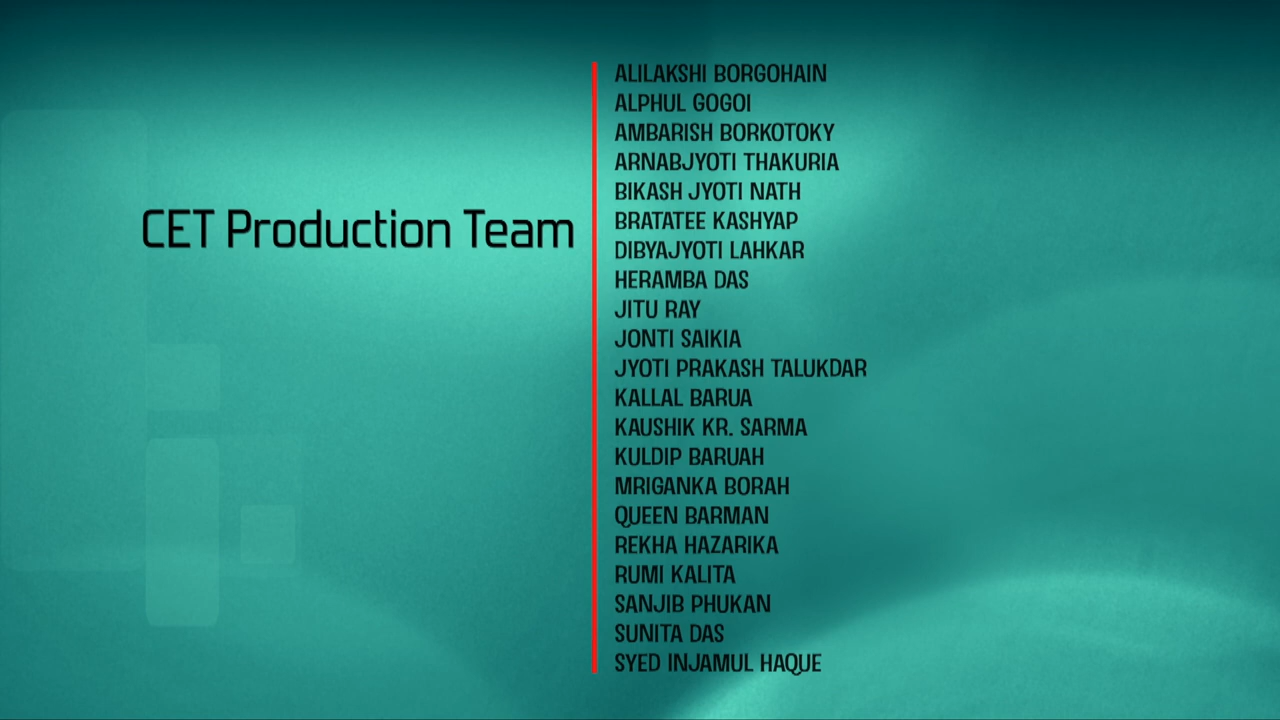 CET Production Team
ALILAKSHI BORGOHAIN
ALPHUL GOGOI
AMBARISH BORKOTOKY
ARNABJYOTI THAKURIA
BIKASH JYOTI NATH
BRATATEE KASHYAP
DIBYAJYOTI LAHKAR
HERAMBA DAS
JITU RAY
JONTI SAIKIA
JYOTI PRAKASH TALUKDAR
KALLAL BARUA
KAUSHIK KR. SARMA
KULDIP BARUAH
MRIGANKA BORAH
QUEEN BARMAN
REKHA HAZARIKA
RUMI KALITA
SANJIB PHUKAN
SUNITA DAS
SYED INJAMUL HAQUE